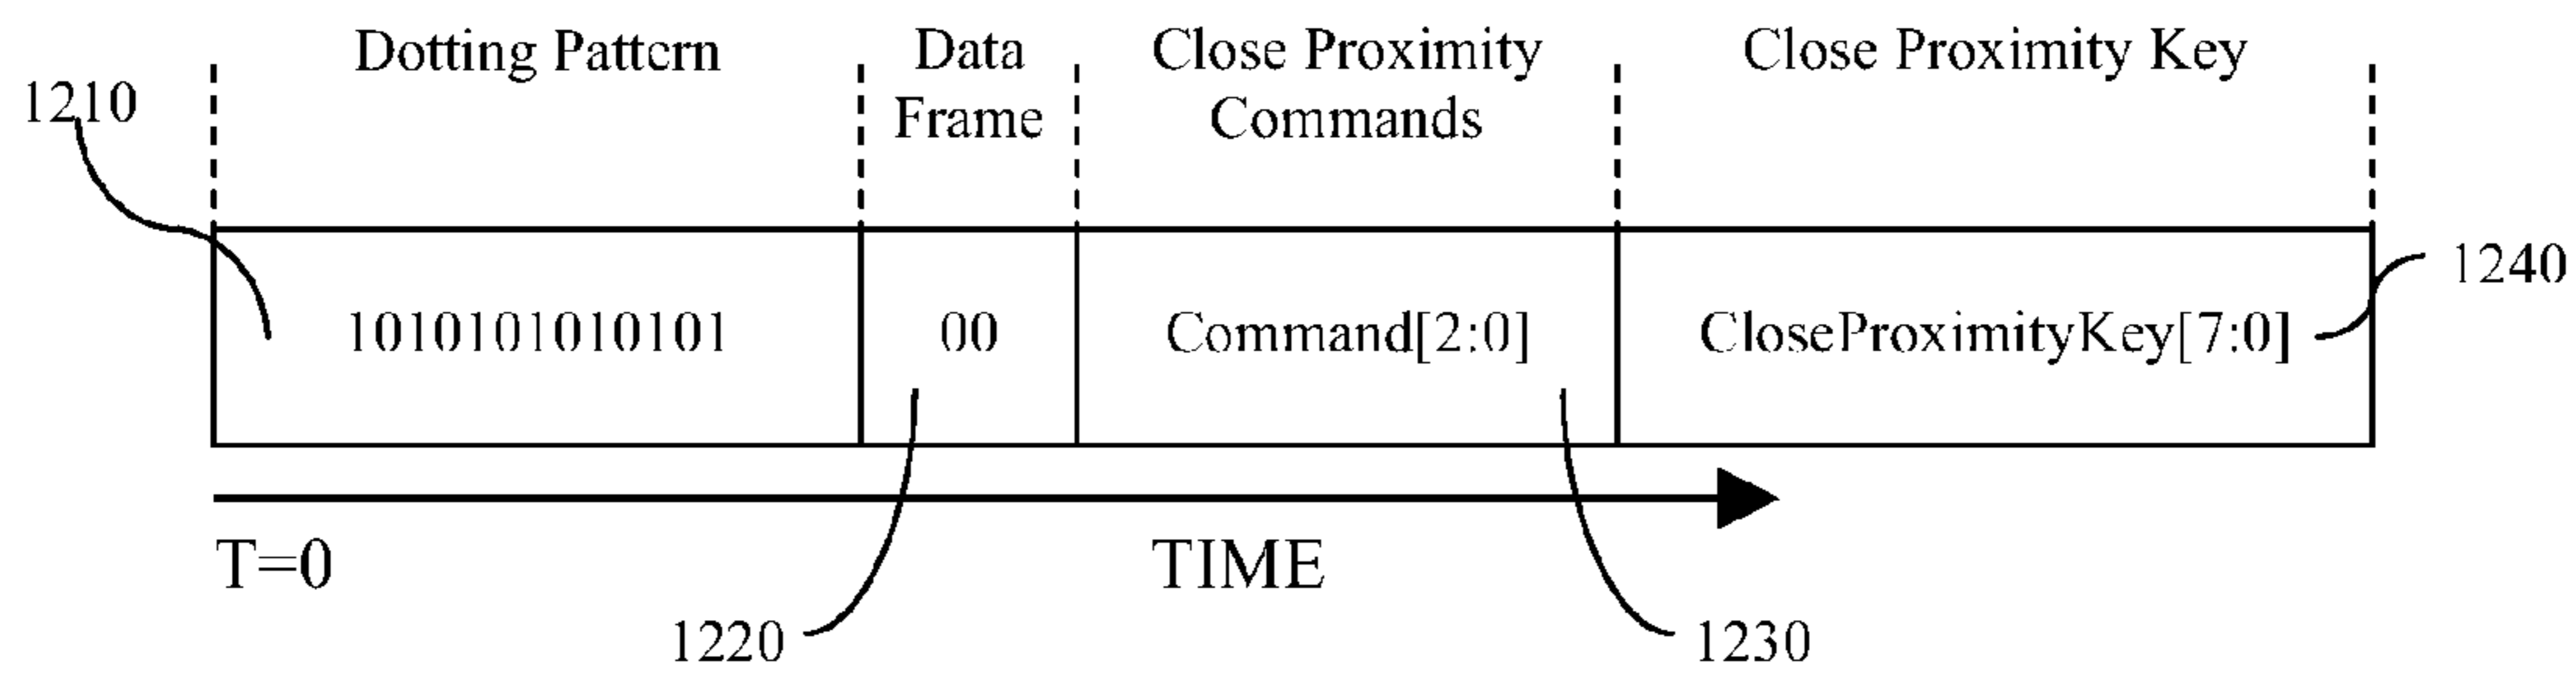 Dotting Pattern
Data
Frame
Close Proximity
Commands
Close Proximity Key
1210
1010101010101
00
Command[2:0]
CloseProximityKey[7:0]
1240
T=0
TIME
1220
1230